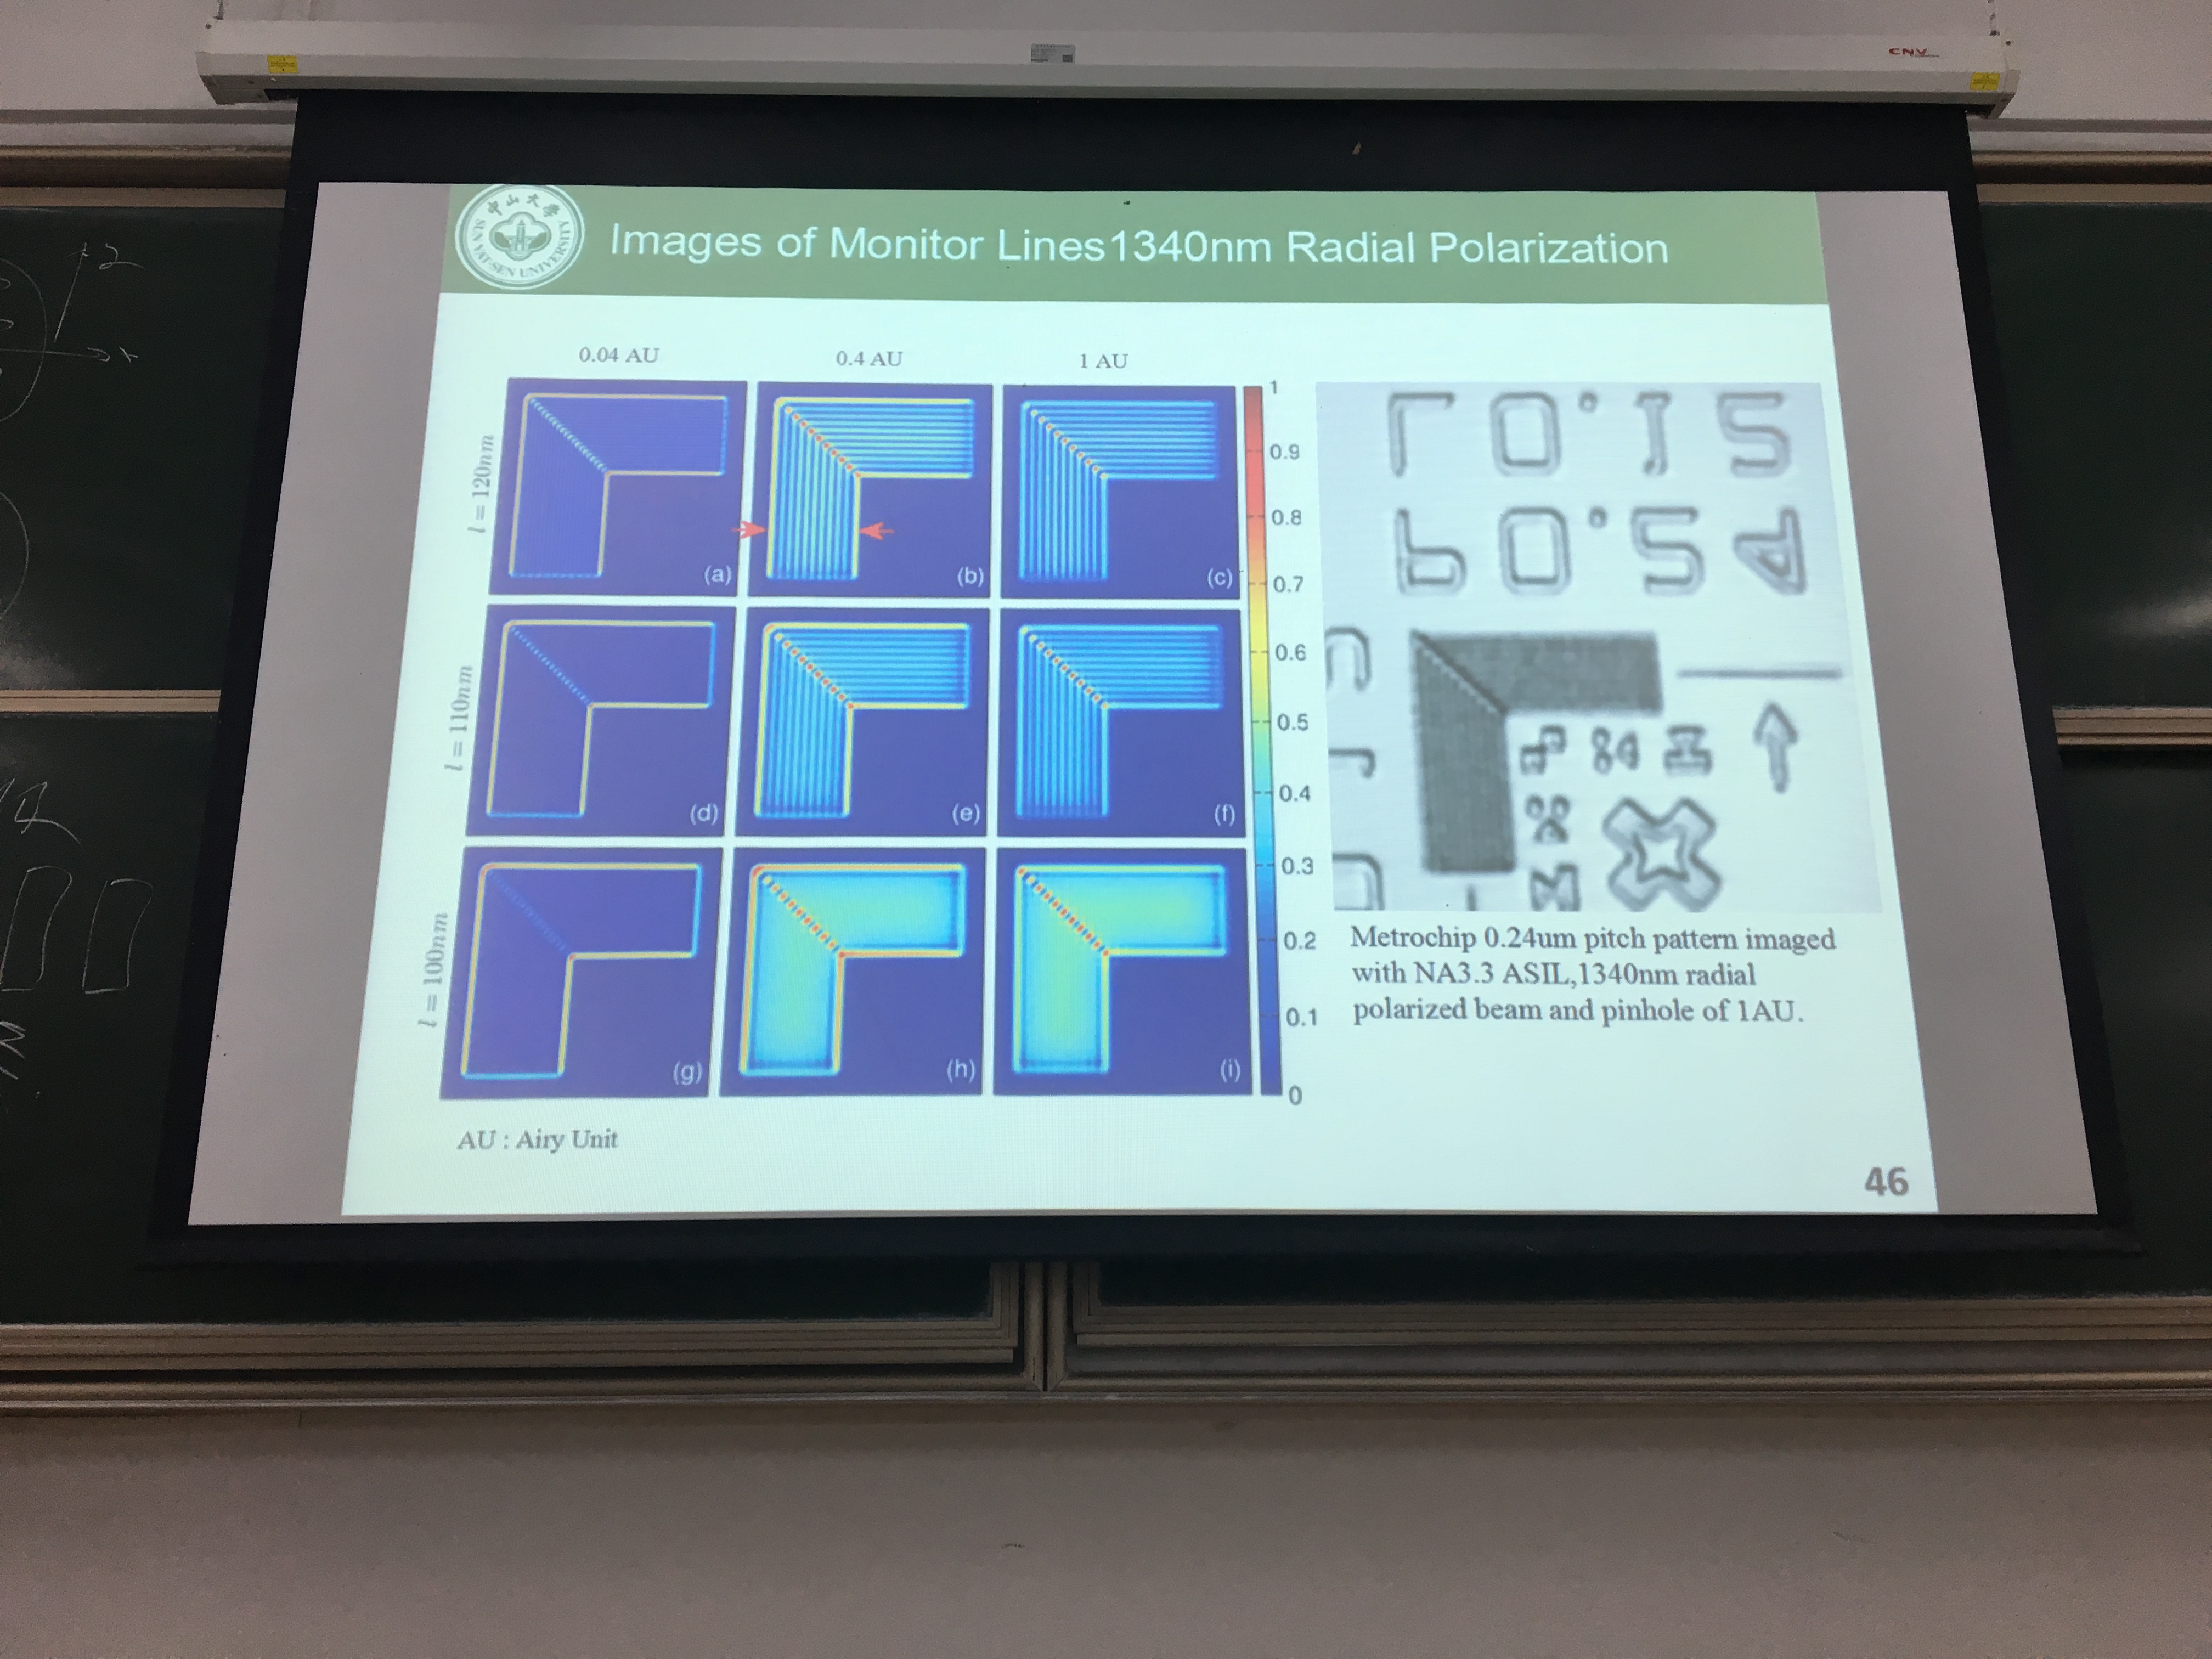 CNV
中山大学
SUN YAT-SEN UNIVERSITY
Images of Monitor Lines1340nm Radial Polarization
0.04 AU
0.4 AU
1 AU
l = 120nm
(a)
(b)
(c)
l = 110nm
(d)
(e)
(f)
l = 100nm
(g)
(h)
(i)
1
0.9
0.8
0.7
0.6
0.5
0.4
0.3
0.2
0.1
0
Metrochip 0.24um pitch pattern imaged
with NA3.3 ASIL,1340nm radial
polarized beam and pinhole of 1AU.
AU : Airy Unit
46
2
x